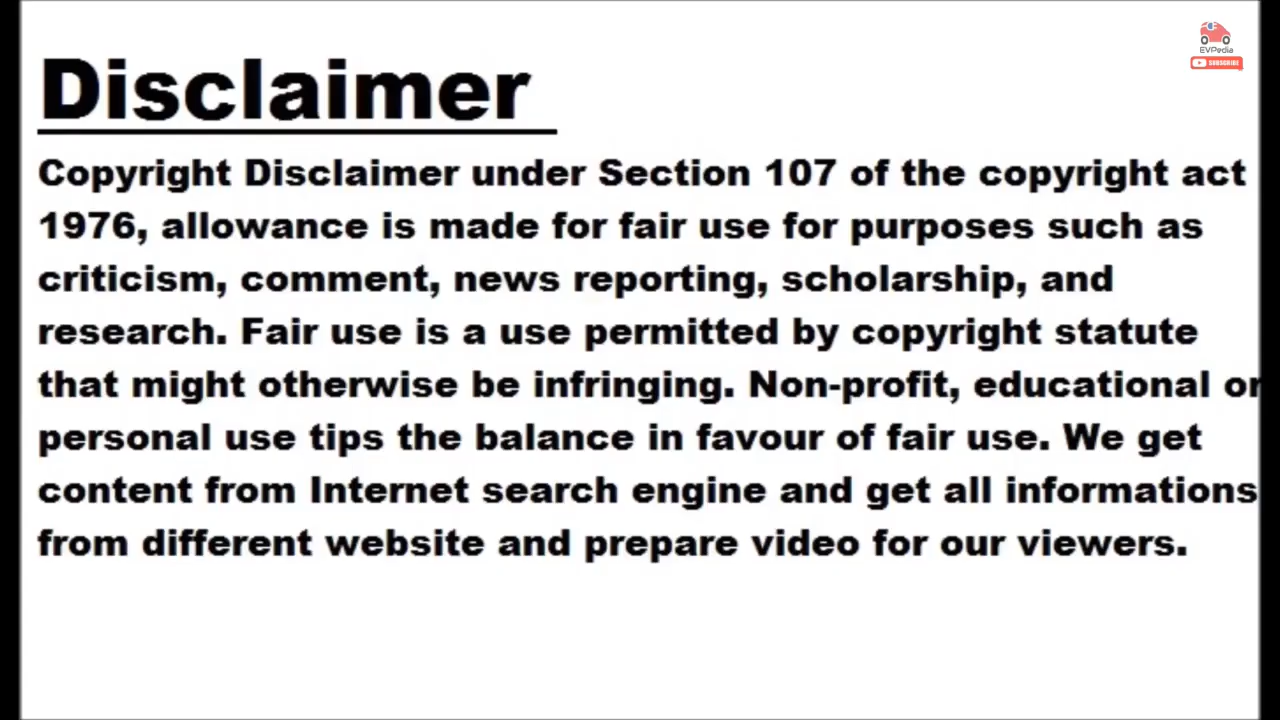 EVPedia
SUBSCRIBE
Disclaimer
Copyright Disclaimer under Section 107 of the copyright act
1976, allowance is made for fair use for purposes such as
criticism, comment, news reporting, scholarship, and
research. Fair use is a use permitted by copyright statute
that might otherwise be infringing. Non-profit, educational or
personal use tips the balance in favour of fair use. We get
content from Internet search engine and get all informations
from different website and prepare video for our viewers.